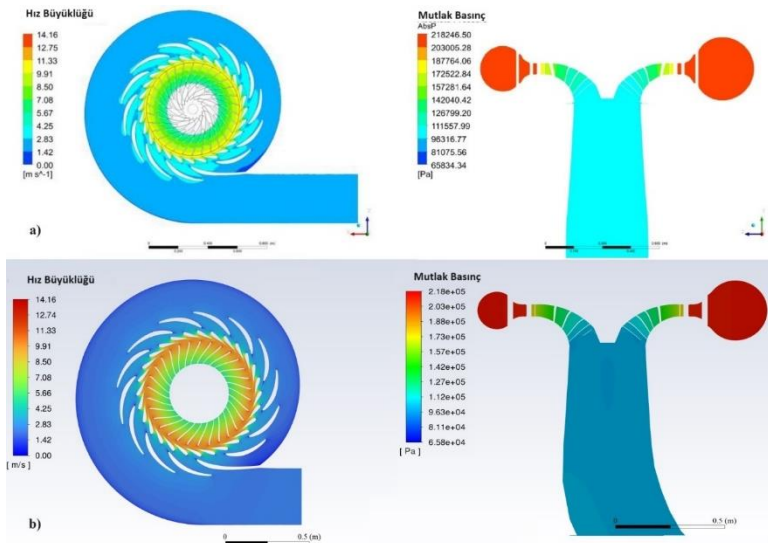 Hız Büyüklüğü
14.16
12.75
11.33
9.91
8.50
7.08
5.67
4.25
2.83
1.42
0.00
[m s^-1]
a)
Mutlak Basınç
AbsP
218246.50
203005.28
187764.06
172522.84
157281.64
142040.42
126799.20
111557.99
96316.77
81075.56
65834.34
[Pa]
Hız Büyüklüğü
14.16
12.74
11.33
9.91
8.50
7.08
5.66
4.25
2.83
1.42
0.00
[ m/s]
b)
0 0.5 (m)
Mutlak Basınç
2.18e+05
2.03e+05
1.88e+05
1.73e+05
1.57e+05
1.42e+05
1.27e+05
1.12e+05
9.63e+04
8.11e+04
6.58e+04
[ Pa ]
0 0.5 (m)